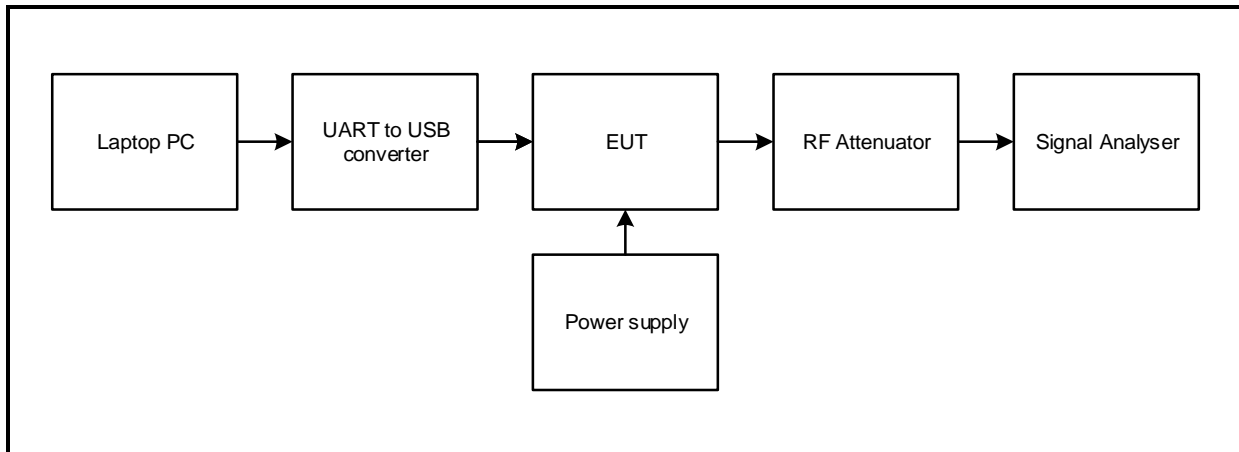 Laptop PC
UART to USB
converter
EUT
RF Attenuator
Signal Analyser
Power supply